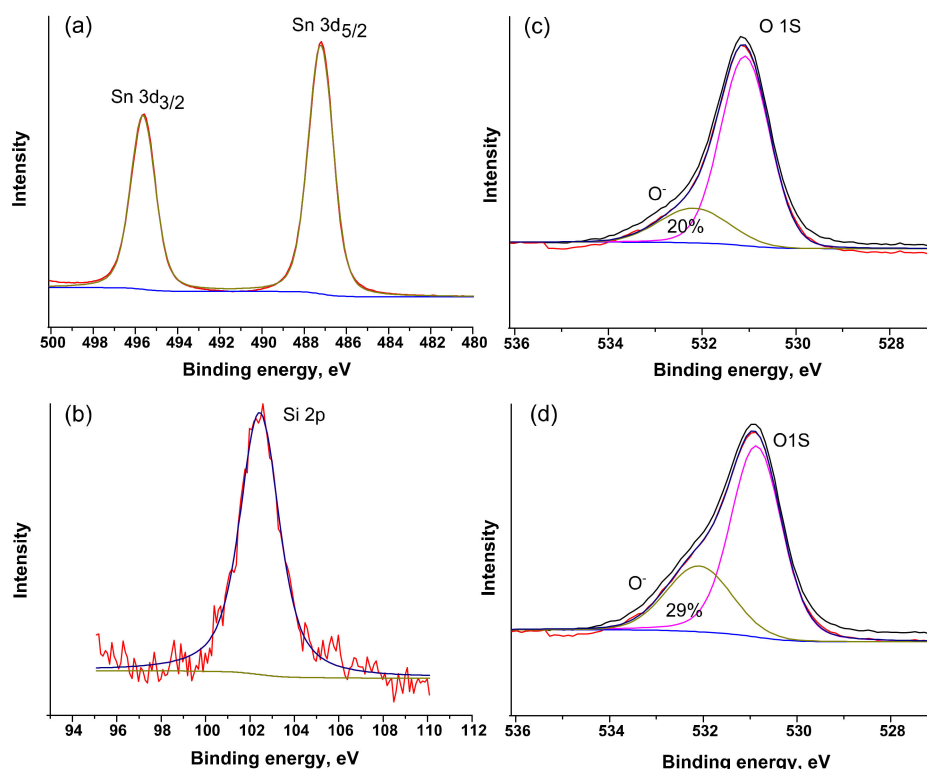 (a)
Sn 3d5/2
Sn 3d3/2
Intensity
500 498 496 494 492 490 488 486 484 482 480
Binding energy, eV
(c)
O 1S
O-
20%
Intensity
536 534 532 530 528
Binding energy, eV
(b)
Si 2p
Intensity
94 96 98 100 102 104 106 108 110 112
Binding energy, eV
(d)
O1S
O-
29%
Intensity
536 534 532 530 528
Binding energy, eV